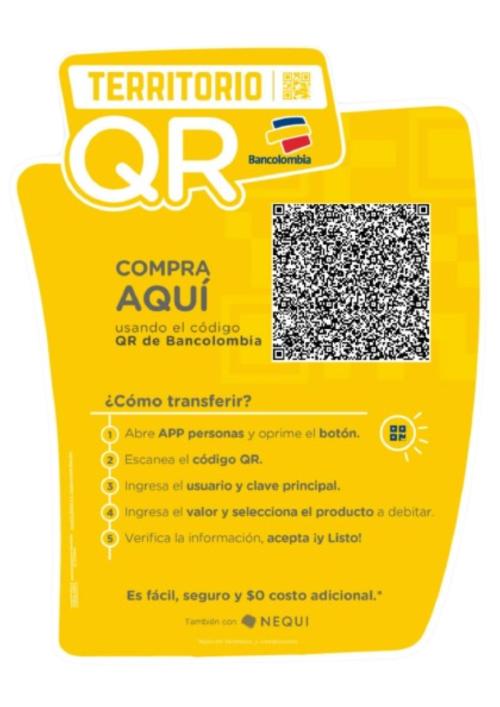 TERRITORIO
QR
Bancolombia
COMPRA
AQUÍ
usando el código
QR de Bancolombia
¿Cómo transferir?
1 Abre APP personas y oprime el botón.
2 Escanea el código QR.
3 Ingresa el usuario y clave principal.
4 Ingresa el valor y selecciona el producto a debitar.
5 Verifica la información, acepta ¡y Listo!
Es fácil, seguro y $0 costo adicional.*
También con NEQUI